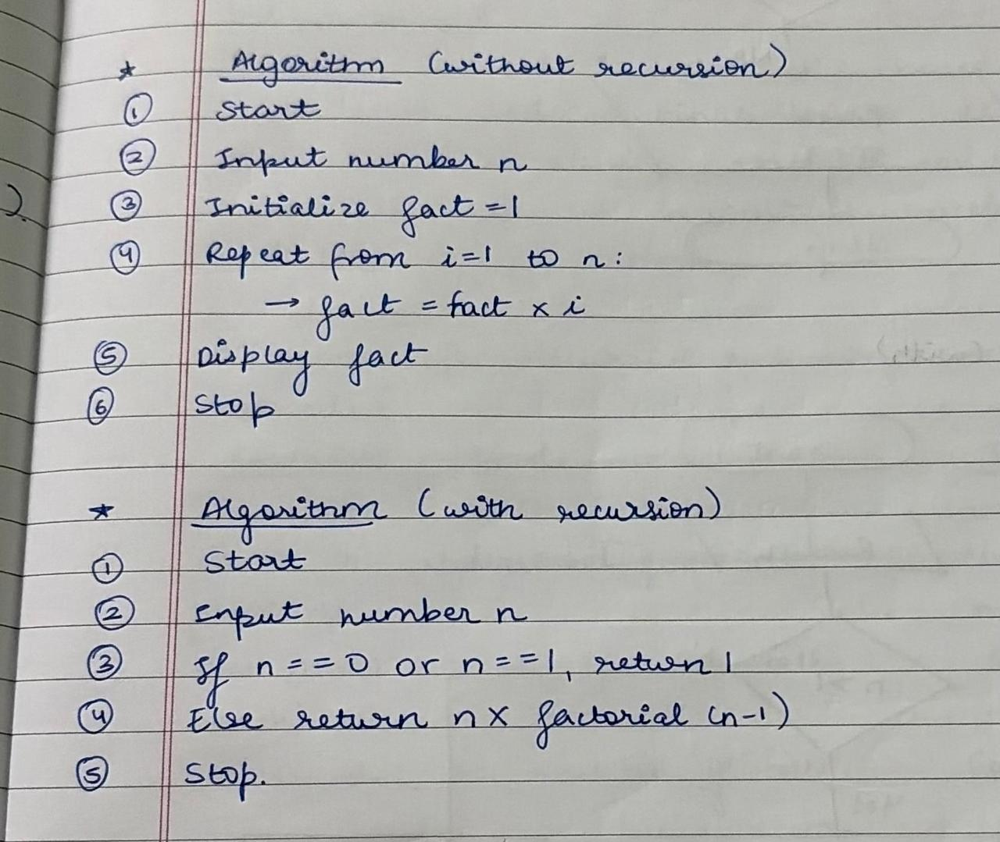 * Algorithm (without recursion)
① Start
② Input number n
2. ③ Initialize fact = 1
④ Repeat from i=1 to n:
→ fact = fact × i
⑤ Display fact
⑥ Stop
* Algorithm (with recursion)
① Start
② Input number n
③ If n == 0 or n == 1, return 1
④ Else return n × factorial (n-1)
⑤ Stop.